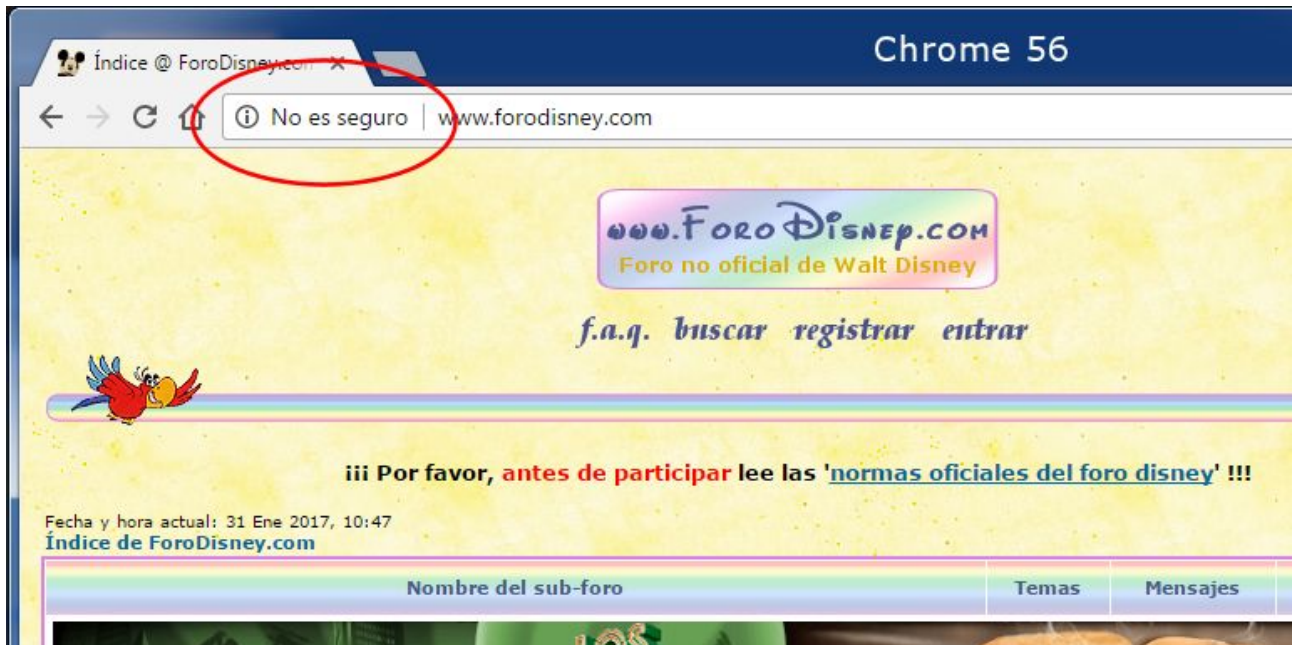 Chrome 56
Índice @ ForoDisney.com
No es seguro | www.forodisney.com
www.ForoDisney.com
Foro no oficial de Walt Disney
f.a.q. buscar registrar entrar
¡¡¡ Por favor, antes de participar lee las 'normas oficiales del foro disney' !!!
Fecha y hora actual: 31 Ene 2017, 10:47
Índice de ForoDisney.com
Nombre del sub-foro Temas Mensajes
LOS